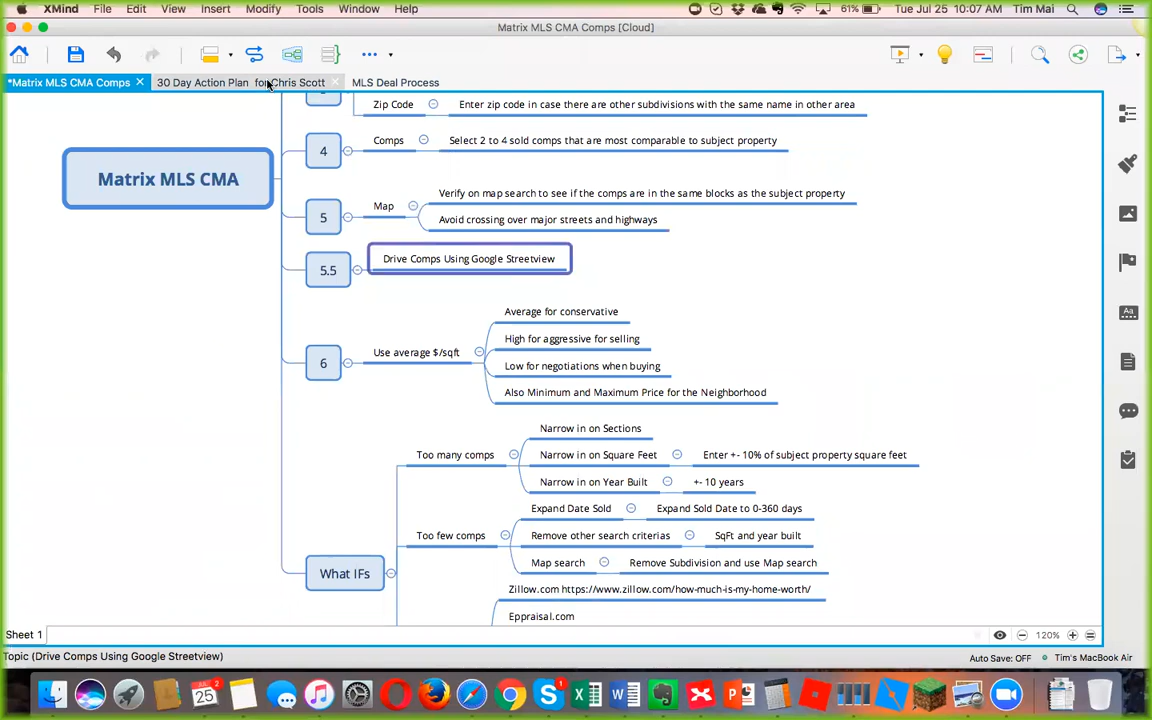 XMind File Edit View Insert Modify Tools Window Help 61% Tue Jul 25 10:07 AM Tim Mai
Matrix MLS CMA Comps [Cloud]
*Matrix MLS CMA Comps 30 Day Action Plan for Chris Scott MLS Deal Process
Zip Code Enter zip code in case there are other subdivisions with the same name in other area
4 Comps Select 2 to 4 sold comps that are most comparable to subject property
Matrix MLS CMA
5 Map Verify on map search to see if the comps are in the same blocks as the subject property
Avoid crossing over major streets and highways
5.5 Drive Comps Using Google Streetview
6 Use average $/sqft
Average for conservative
High for aggressive for selling
Low for negotiations when buying
Also Minimum and Maximum Price for the Neighborhood
What IFs
Too many comps
Narrow in on Sections
Narrow in on Square Feet Enter +- 10% of subject property square feet
Narrow in on Year Built +- 10 years
Too few comps
Expand Date Sold Expand Sold Date to 0-360 days
Remove other search criterias SqFt and year built
Map search Remove Subdivision and use Map search
Zillow.com https://www.zillow.com/how-much-is-my-home-worth/
Eppraisal.com
Sheet 1 120%
Topic (Drive Comps Using Google Streetview) Auto Save: OFF Tim's MacBook Air